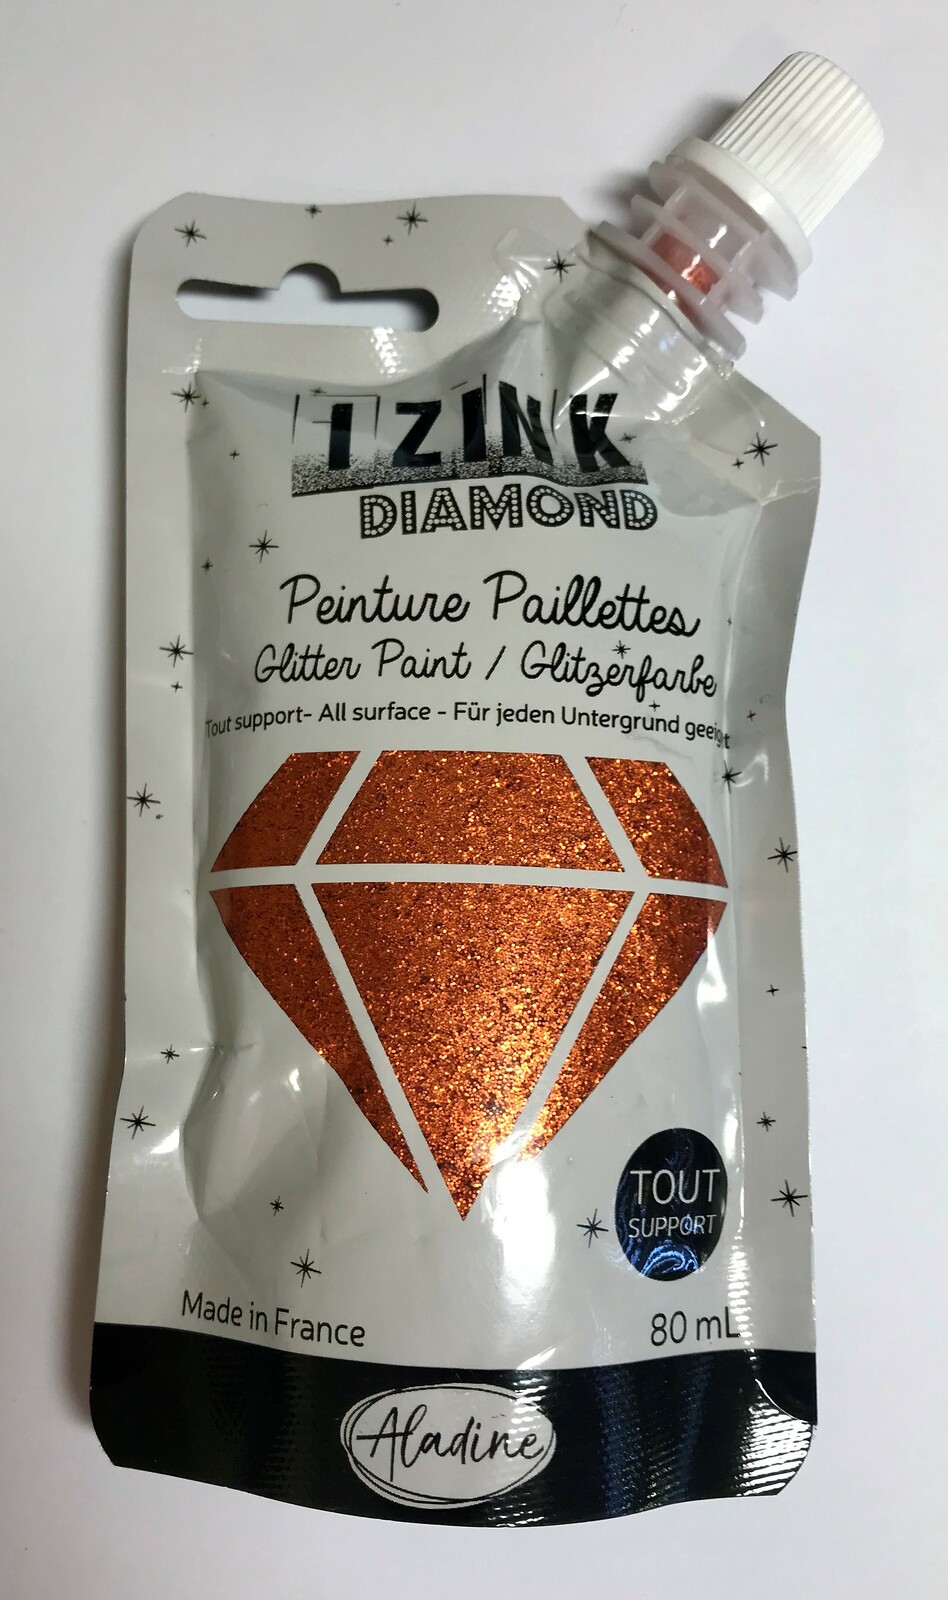 IZINK
DIAMOND
Peinture Paillettes
Glitter Paint / Glitzerfarbe
Tout support- All surface - Für jeden Untergrund geeignet
TOUT
SUPPORT
Made in France
80 mL
Aladine